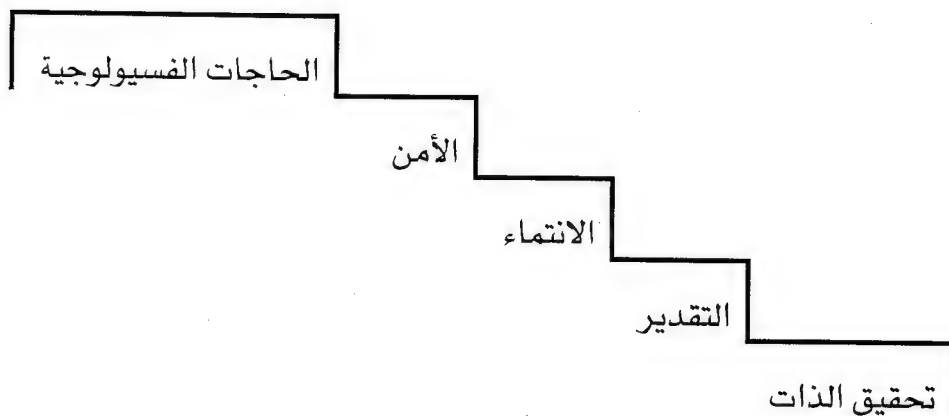 الحاجات الفسيولوجية
الأمن
الانتماء
التقدير
تحقيق الذات